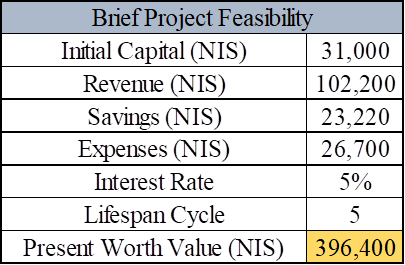 Brief Project Feasibility
Initial Capital (NIS) 31,000
Revenue (NIS) 102,200
Savings (NIS) 23,220
Expenses (NIS) 26,700
Interest Rate 5%
Lifespan Cycle 5
Present Worth Value (NIS) 396,400